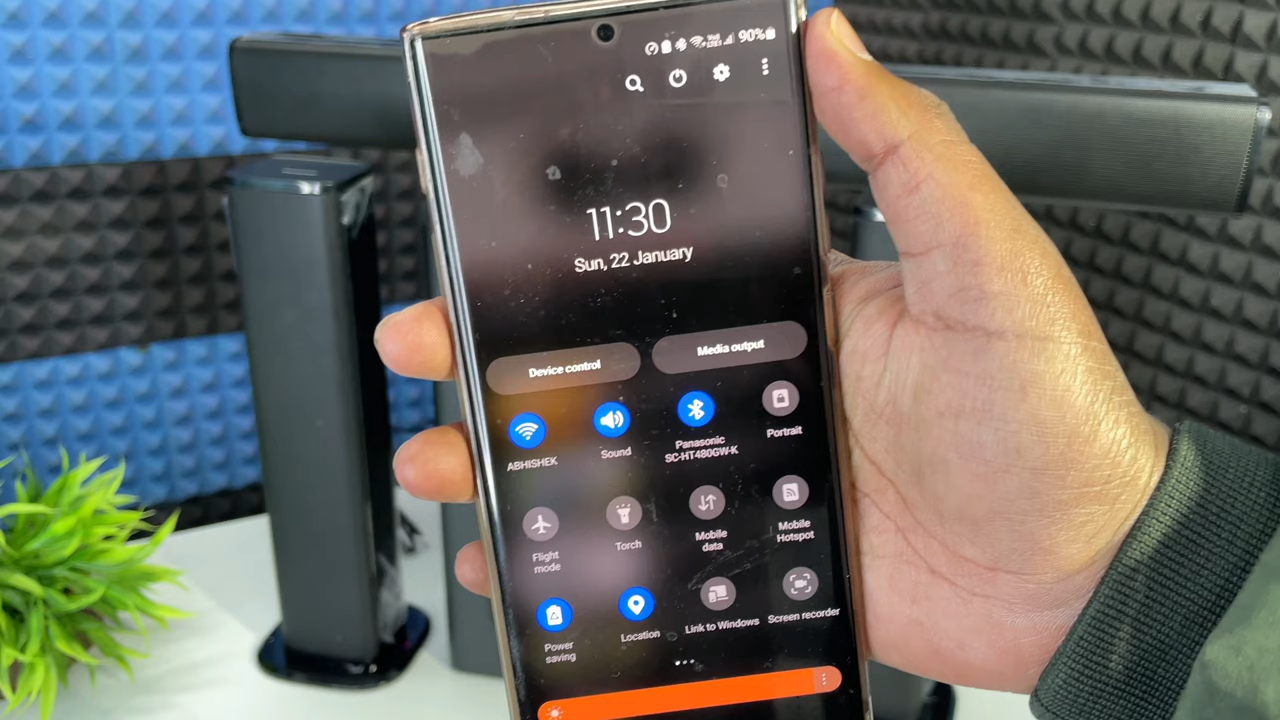 90%
11:30
Sun, 22 January
Device control
Media output
ABHISHEK
Sound
Panasonic
SC-HT480GW-K
Portrait
Flight
mode
Torch
Mobile
data
Mobile
Hotspot
Power
saving
Location
Link to Windows
Screen recorder